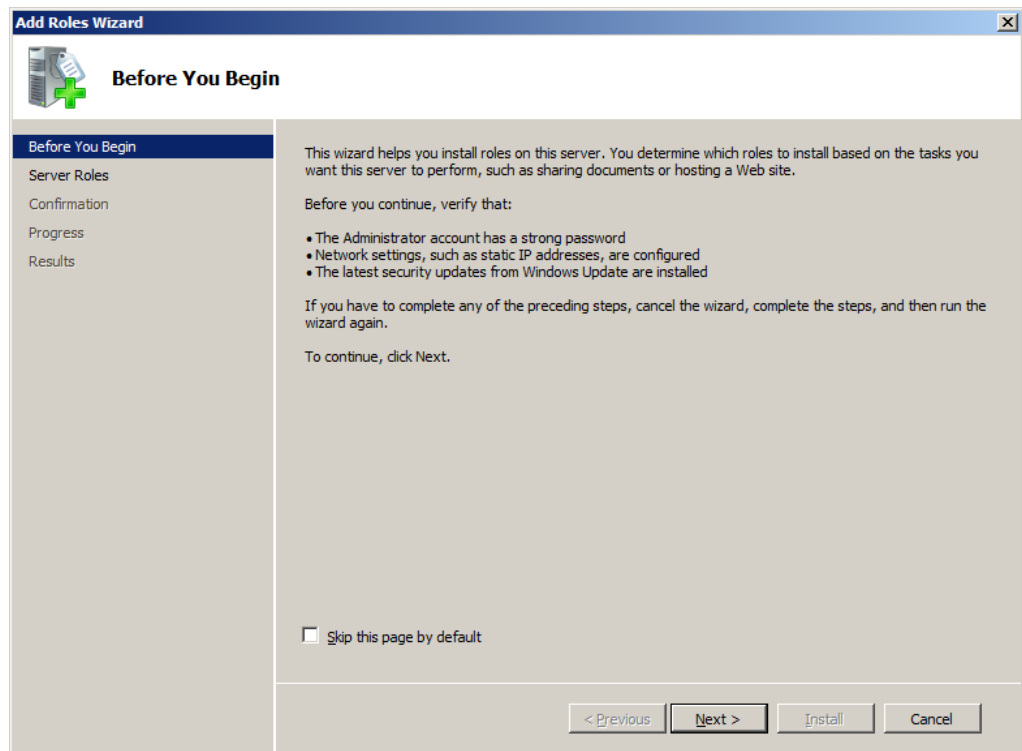 Add Roles Wizard
Before You Begin
Before You Begin
Server Roles
Confirmation
Progress
Results
This wizard helps you install roles on this server. You determine which roles to install based on the tasks you
want this server to perform, such as sharing documents or hosting a Web site.
Before you continue, verify that:
• The Administrator account has a strong password
• Network settings, such as static IP addresses, are configured
• The latest security updates from Windows Update are installed
If you have to complete any of the preceding steps, cancel the wizard, complete the steps, and then run the
wizard again.
To continue, click Next.
Skip this page by default
< Previous
Next >
Install
Cancel